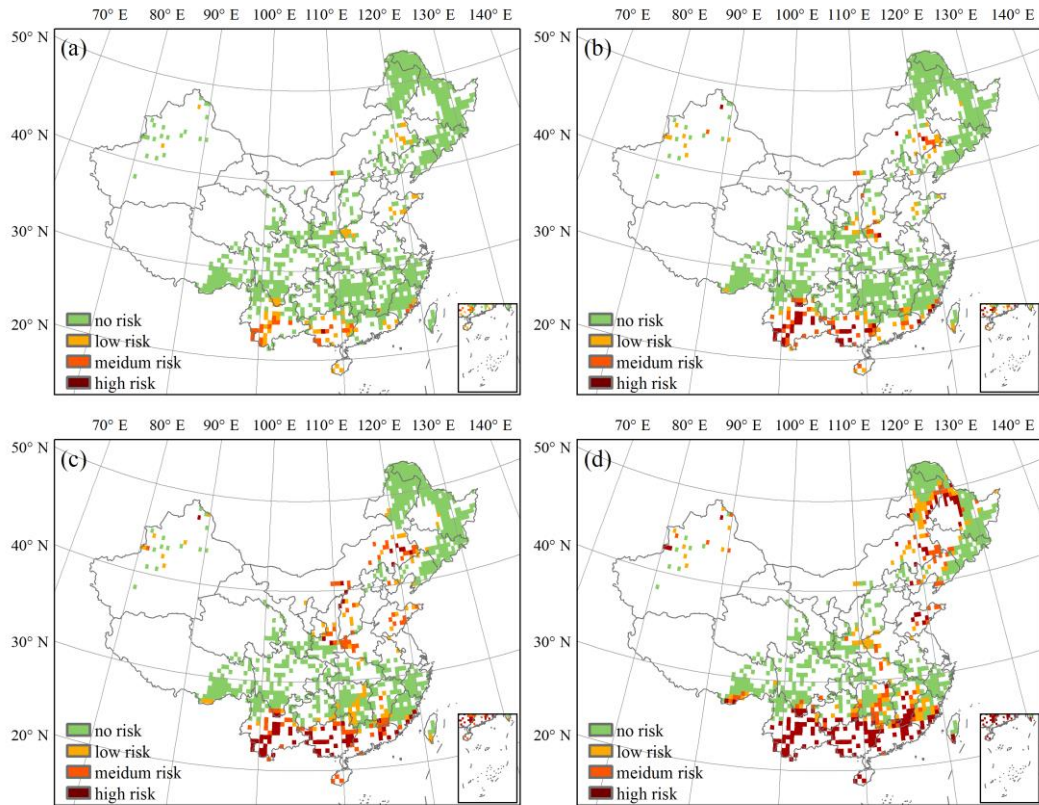 70° E 80° E 90° E 100° E 110° E 120° E 130° E 140° E
50° N
40° N
30° N
20° N
(a)
no risk
low risk
meidum risk
high risk
70° E 80° E 90° E 100° E 110° E 120° E 130° E 140° E
50° N
40° N
30° N
20° N
(b)
no risk
low risk
meidum risk
high risk
70° E 80° E 90° E 100° E 110° E 120° E 130° E 140° E
50° N
40° N
30° N
20° N
(c)
no risk
low risk
meidum risk
high risk
70° E 80° E 90° E 100° E 110° E 120° E 130° E 140° E
50° N
40° N
30° N
20° N
(d)
no risk
low risk
meidum risk
high risk